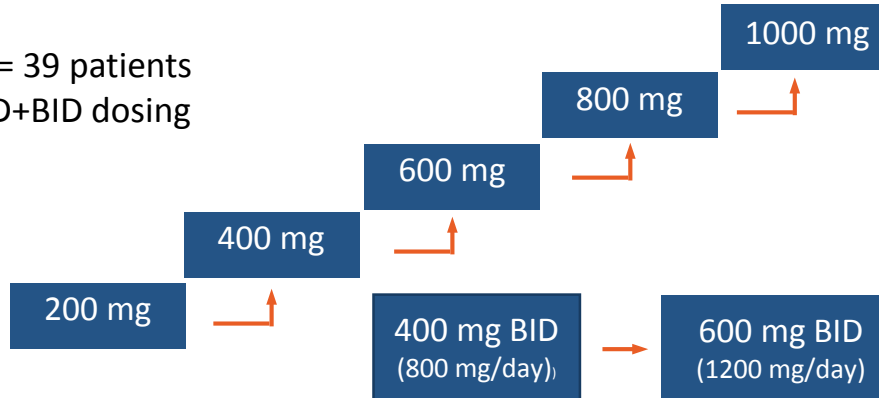 = 39 patients
D+BID dosing
1000 mg
800 mg
600 mg
400 mg
200 mg
400 mg BID
(800 mg/day))
600 mg BID
(1200 mg/day)